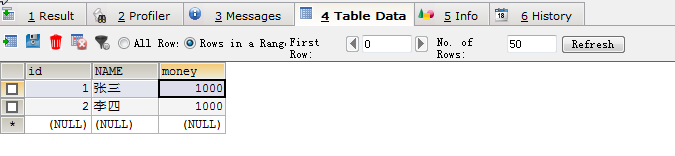 1 Result 2 Profiler 3 Messages 4 Table Data 5 Info 6 History
All Row: Rows in a Rang First Row: 0 No. of Rows: 50 Refresh
id NAME money
1 张三 1000
2 李四 1000
* (NULL) (NULL) (NULL)